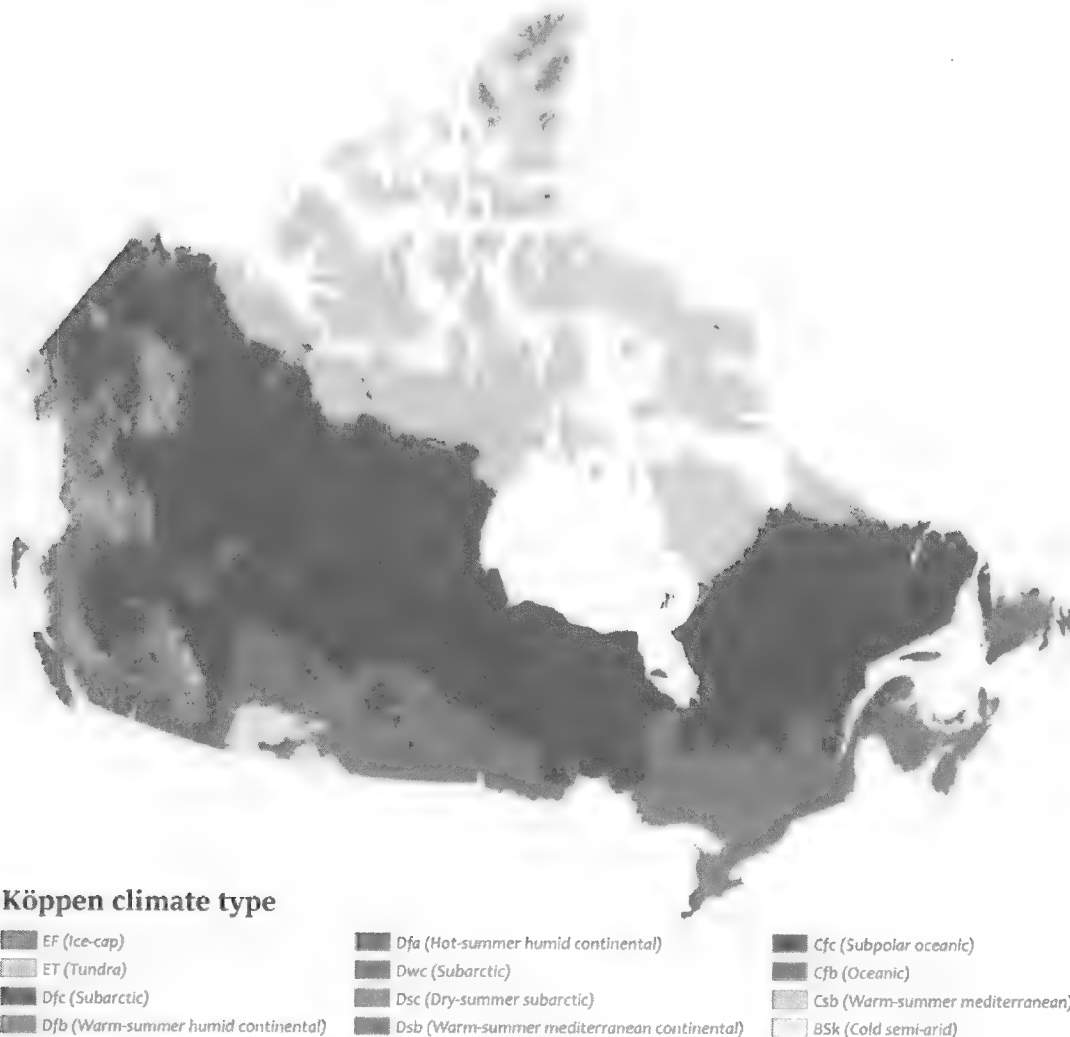 Köppen climate type
EF (Ice-cap)
ET (Tundra)
Dfc (Subarctic)
Dfb (Warm-summer humid continental)
Dfa (Hot-summer humid continental)
Dwc (Subarctic)
Dsc (Dry-summer subarctic)
Dsb (Warm-summer mediterranean continental)
Cfc (Subpolar oceanic)
Cfb (Oceanic)
Csb (Warm-summer mediterranean)
BSk (Cold semi-arid)